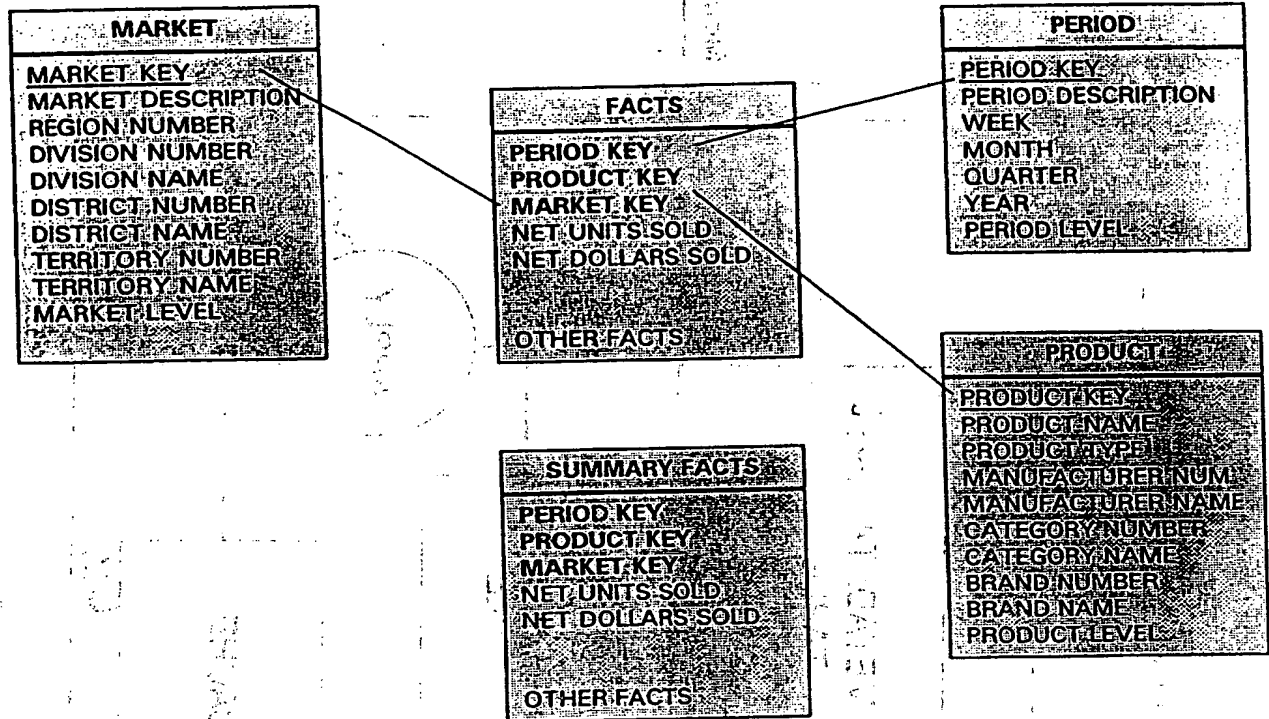 MARKET
MARKET KEY
MARKET DESCRIPTION
REGION NUMBER
DIVISION NUMBER
DIVISION NAME
DISTRICT NUMBER
DISTRICT NAME
TERRITORY NUMBER
TERRITORY NAME
MARKET LEVEL
FACTS
PERIOD KEY
PRODUCT KEY
MARKET KEY
NET UNITS SOLD
NET DOLLARS SOLD
OTHER FACTS
PERIOD
PERIOD KEY
PERIOD DESCRIPTION
WEEK
MONTH
QUARTER
YEAR
PERIOD LEVEL
PRODUCT
PRODUCT KEY
PRODUCT NAME
PRODUCT TYPE
MANUFACTURER NUM
MANUFACTURER NAME
CATEGORY NUMBER
CATEGORY NAME
BRAND NUMBER
BRAND NAME
PRODUCT LEVEL
SUMMARY FACTS
PERIOD KEY
PRODUCT KEY
MARKET KEY
NET UNITS SOLD
NET DOLLARS SOLD
OTHER FACTS